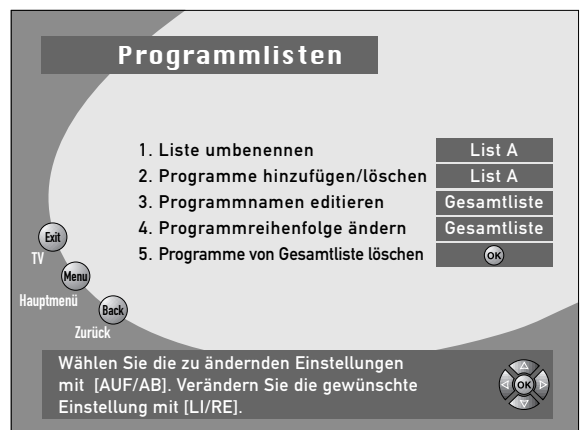 Programmlisten
1. Liste umbenennen List A
2. Programme hinzufügen/löschen List A
3. Programmnamen editieren Gesamtliste
4. Programmreihenfolge ändern Gesamtliste
5. Programme von Gesamtliste löschen OK
Exit
TV
Menu
Hauptmenü
Back
Zurück
Wählen Sie die zu ändernden Einstellungen
mit [AUF/AB]. Verändern Sie die gewünschte
Einstellung mit [LI/RE].
OK